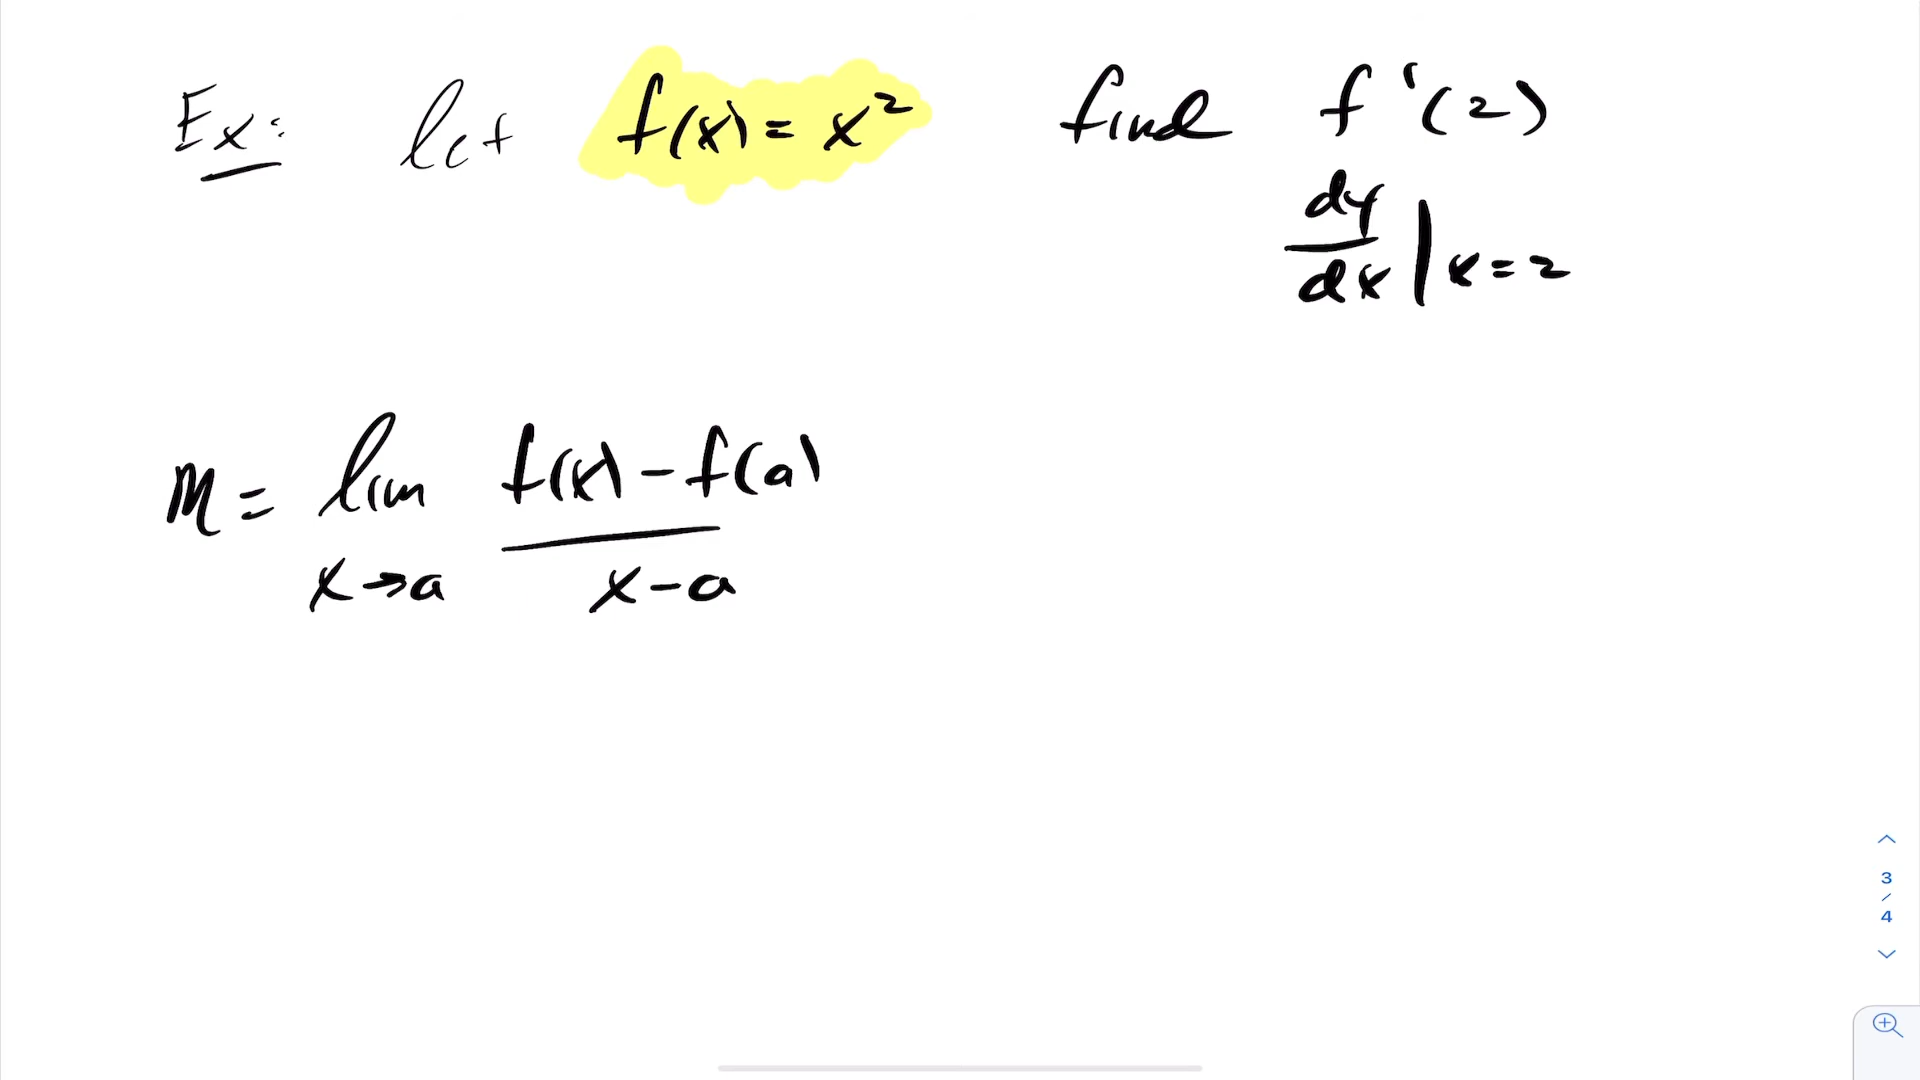 Ex: let f(x) = x² find f'(2)
dy/dx | x=2
m = lim x→a f(x) - f(a) / x - a
3 / 4